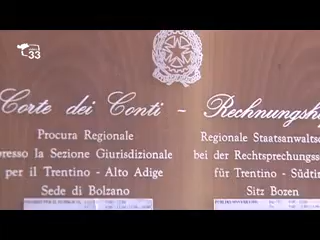 33
Corte dei Conti - Rechnungsh
Procura Regionale
presso la Sezione Giurisdizionale
per il Trentino - Alto Adige
Sede di Bolzano
Regionale Staatsanwaltsc
bei der Rechtsprechungss
für Trentino - Südtir
Sitz Bozen